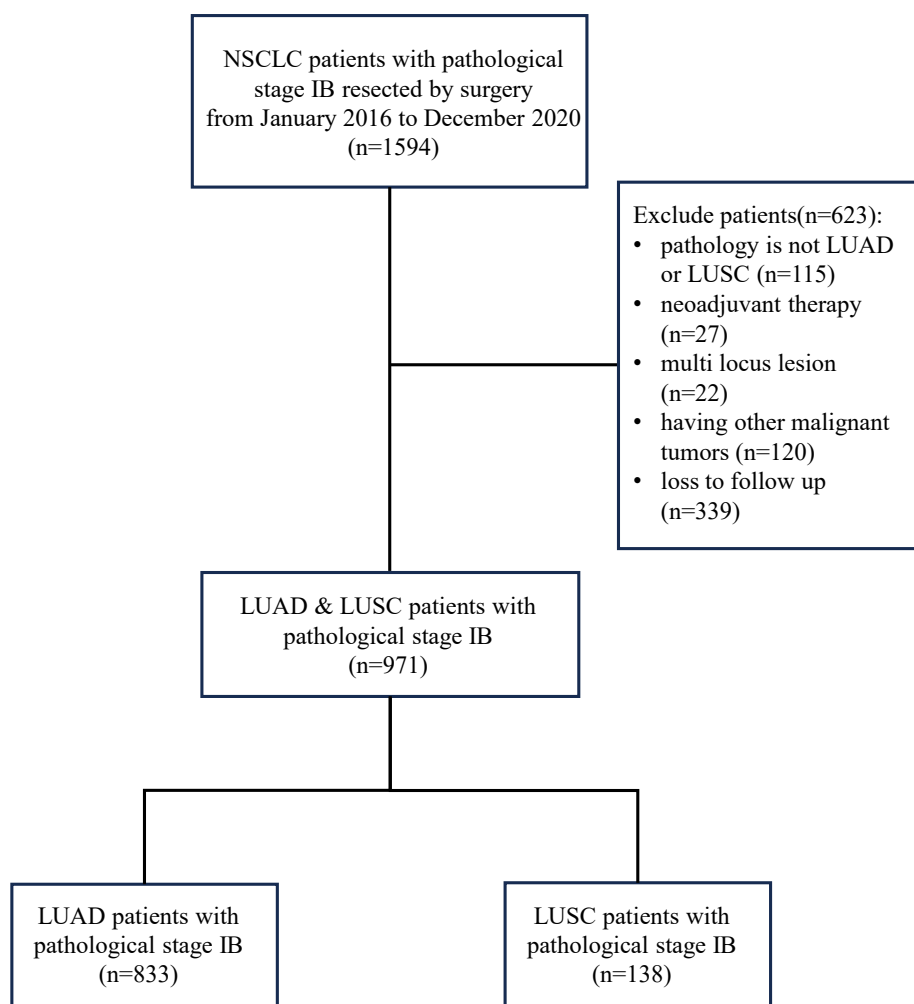 NSCLC patients with pathological
stage IB resected by surgery
from January 2016 to December 2020
(n=1594)
Exclude patients(n=623):
• pathology is not LUAD
or LUSC (n=115)
• neoadjuvant therapy
(n=27)
• multi locus lesion
(n=22)
• having other malignant
tumors (n=120)
• loss to follow up
(n=339)
LUAD & LUSC patients with
pathological stage IB
(n=971)
LUAD patients with
pathological stage IB
(n=833)
LUSC patients with
pathological stage IB
(n=138)